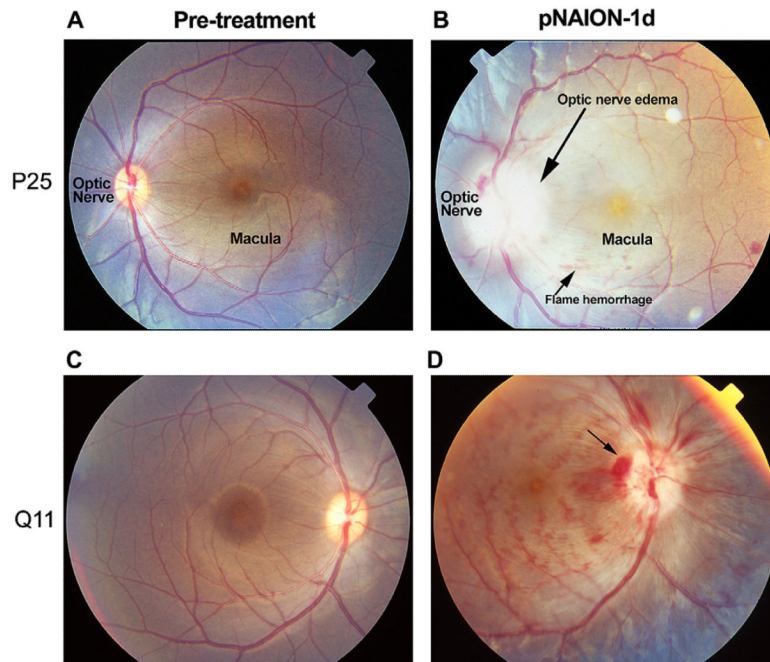 A
Pre-treatment
B
pNAION-1d
P25
Optic
Nerve
Macula
Optic nerve edema
Optic
Nerve
Macula
Flame hemorrhage
C
D
Q11